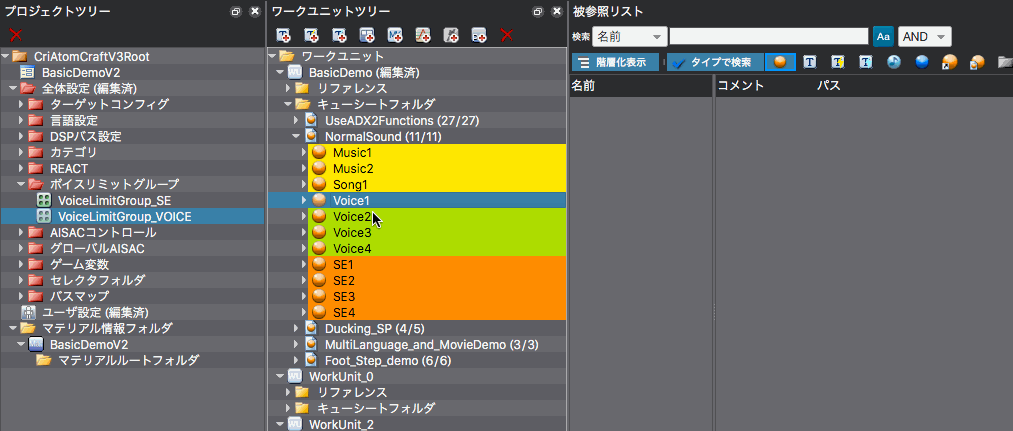 プロジェクトツリー
CriAtomCraftV3Root
BasicDemoV2
全体設定 (編集済)
ターゲットコンフィグ
言語設定
DSPバス設定
カテゴリ
REACT
ボイスリミットグループ
VoiceLimitGroup_SE
VoiceLimitGroup_VOICE
AISACコントロール
グローバルAISAC
ゲーム変数
セレクタフォルダ
バスマップ
ユーザ設定 (編集済)
マテリアル情報フォルダ
BasicDemoV2
マテリアルルートフォルダ
ワークユニットツリー
ワークユニット
BasicDemo (編集済)
リファレンス
キューシートフォルダ
UseADX2Functions (27/27)
NormalSound (11/11)
Music1
Music2
Song1
Voice1
Voice2
Voice3
Voice4
SE1
SE2
SE3
SE4
Ducking_SP (4/5)
MultiLanguage_and_MovieDemo (3/3)
Foot_Step_demo (6/6)
WorkUnit_0
リファレンス
キューシートフォルダ
WorkUnit_2
被参照リスト
検索 名前 Aa AND
階層化表示 タイプで検索
名前 コメント パス